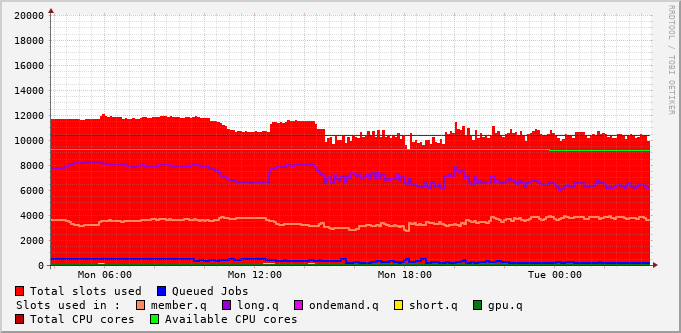 20000
18000
16000
14000
12000
10000
8000
6000
4000
2000
0
Mon 06:00 Mon 12:00 Mon 18:00 Tue 00:00
RRDTOOL / TOBI OETIKER
Total slots used Queued Jobs
Slots used in : member.q long.q ondemand.q short.q gpu.q
Total CPU cores Available CPU cores